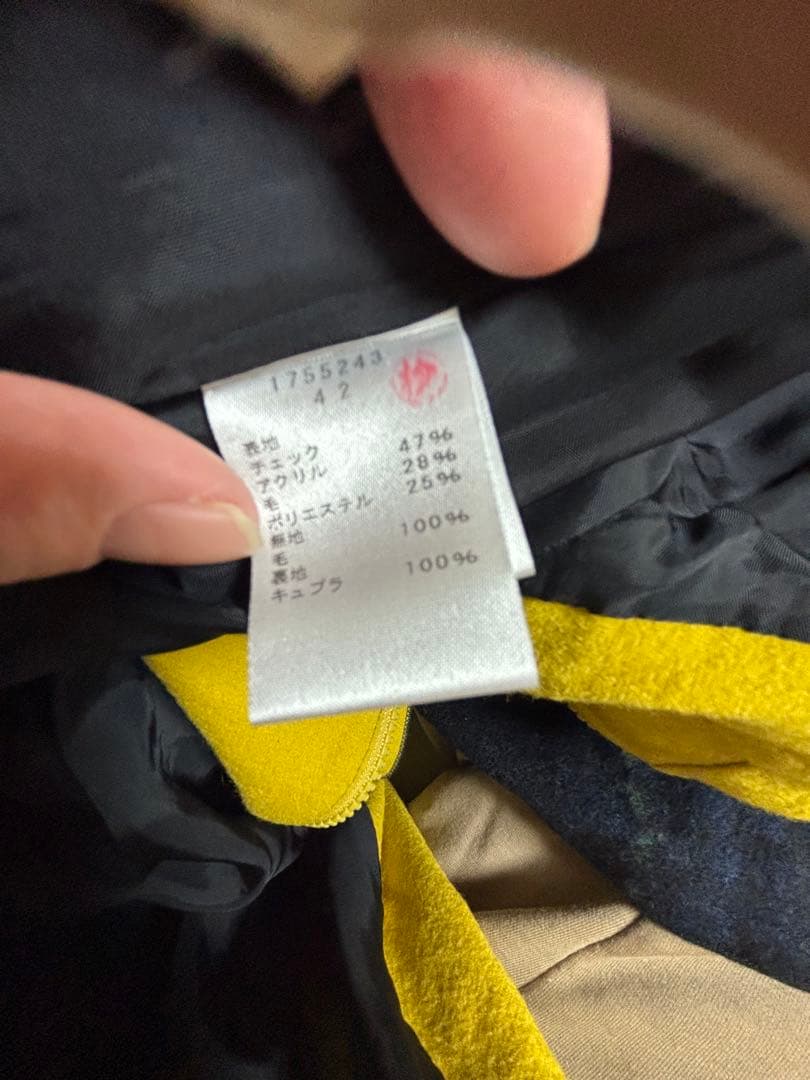 1755243
42
表地
チェック
アクリル 47%
毛 28%
ポリエステル 25%
無地
毛 100%
裏地
キュプラ 100%